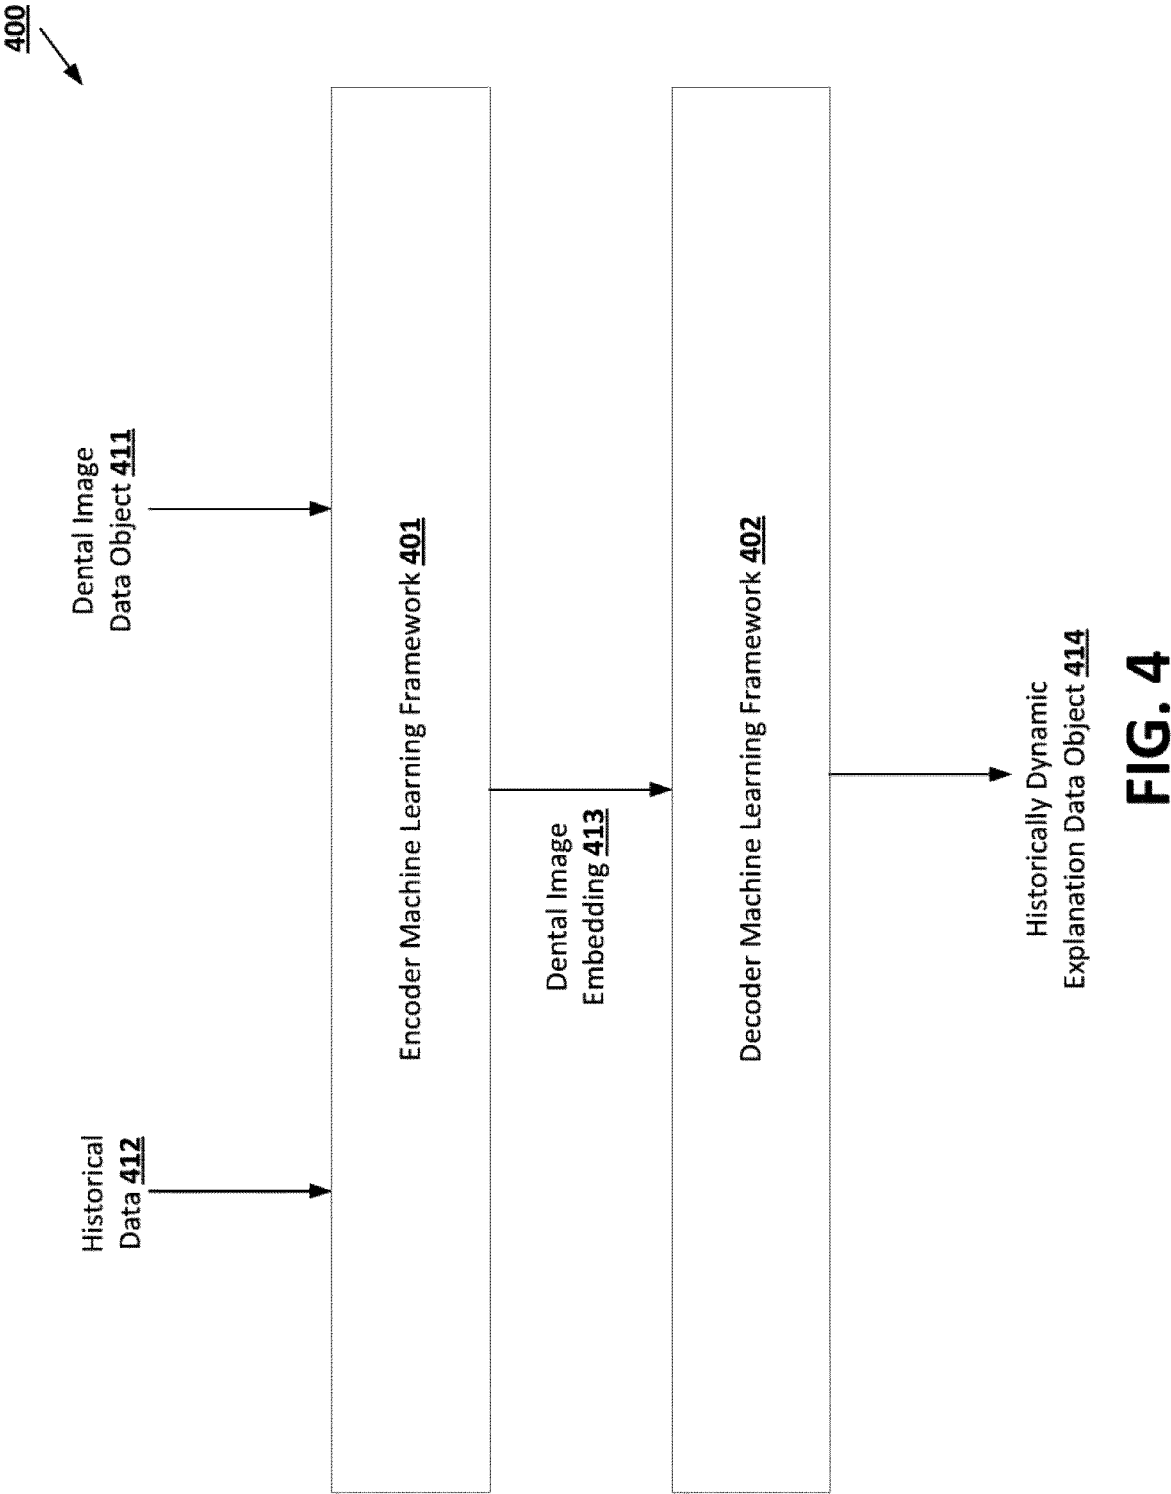 400
Historical
Data 412
Dental Image
Data Object 411
Encoder Machine Learning Framework 401
Dental Image
Embedding 413
Decoder Machine Learning Framework 402
Historically Dynamic
Explanation Data Object 414
FIG. 4